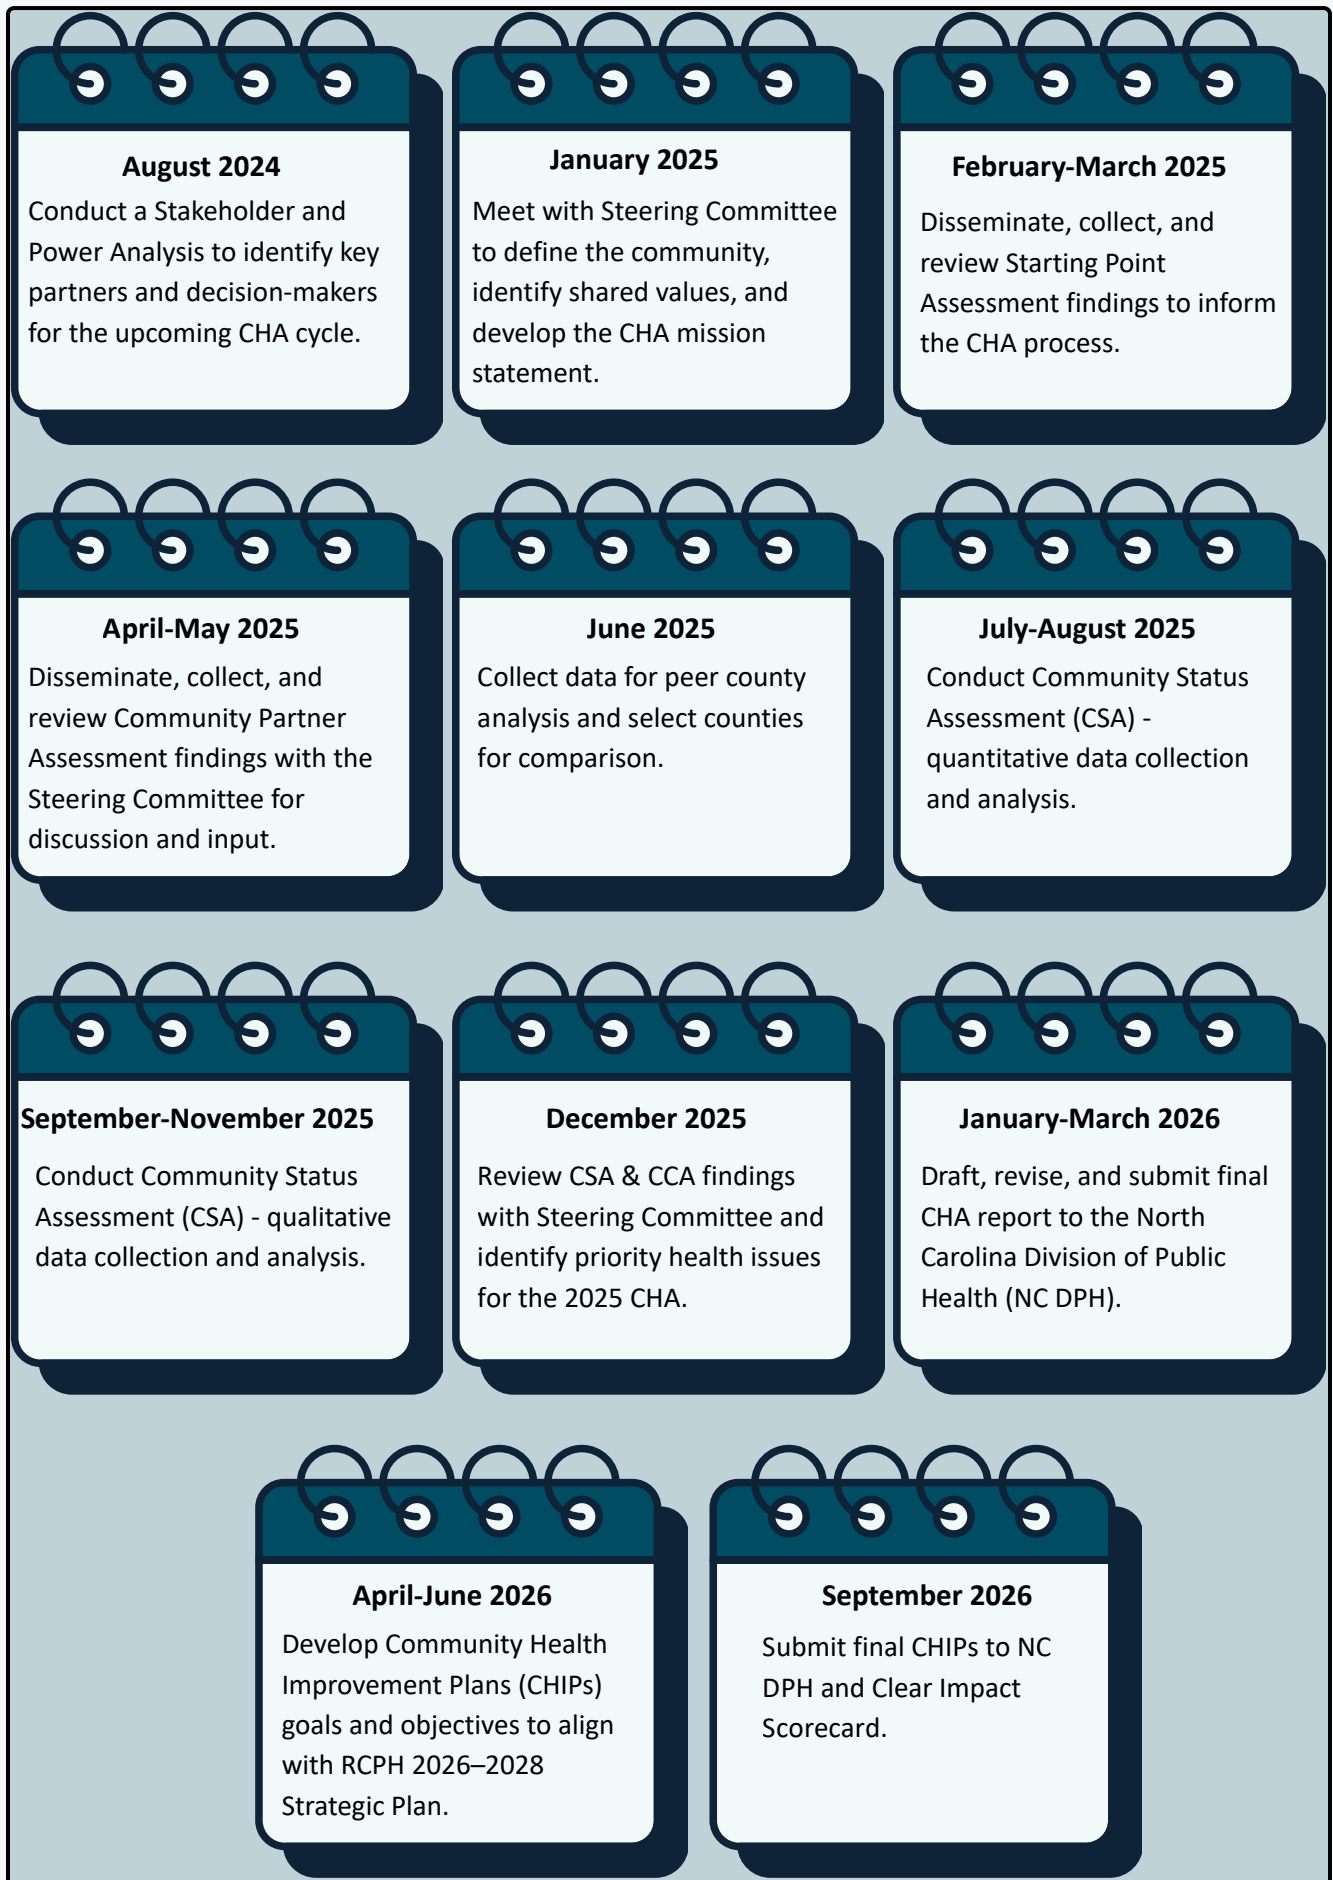 August 2024
Conduct a Stakeholder and
Power Analysis to identify key
partners and decision-makers
for the upcoming CHA cycle.
January 2025
Meet with Steering Committee
to define the community,
identify shared values, and
develop the CHA mission
statement.
February-March 2025
Disseminate, collect, and
review Starting Point
Assessment findings to inform
the CHA process.
April-May 2025
Disseminate, collect, and
review Community Partner
Assessment findings with the
Steering Committee for
discussion and input.
June 2025
Collect data for peer county
analysis and select counties
for comparison.
July-August 2025
Conduct Community Status
Assessment (CSA) -
quantitative data collection
and analysis.
September-November 2025
Conduct Community Status
Assessment (CSA) - qualitative
data collection and analysis.
December 2025
Review CSA & CCA findings
with Steering Committee and
identify priority health issues
for the 2025 CHA.
January-March 2026
Draft, revise, and submit final
CHA report to the North
Carolina Division of Public
Health (NC DPH).
April-June 2026
Develop Community Health
Improvement Plans (CHIPs)
goals and objectives to align
with RCPH 2026–2028
Strategic Plan.
September 2026
Submit final CHIPs to NC
DPH and Clear Impact
Scorecard.